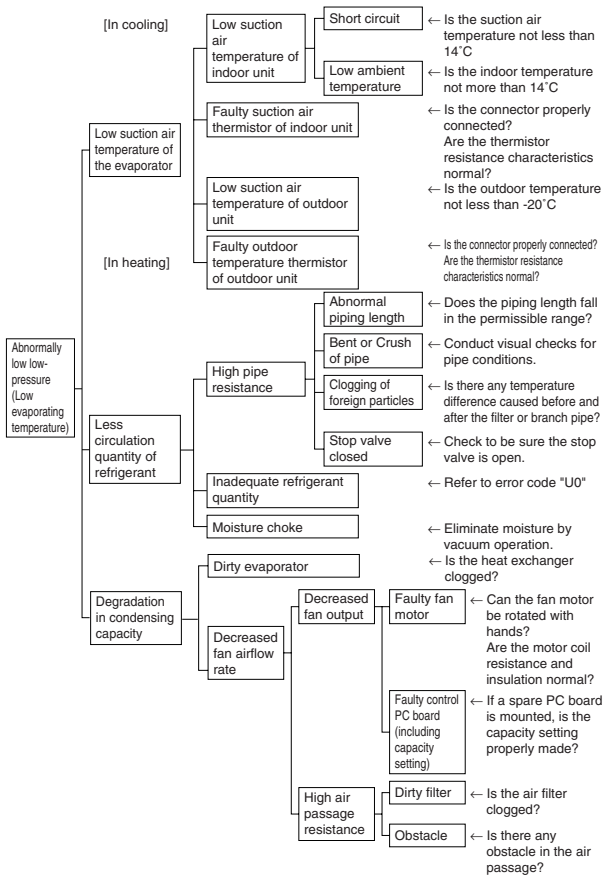 [In cooling]
Low suction
air
temperature of
indoor unit
Short circuit
← Is the suction air
temperature not less than
14˚C
Low ambient
temperature
← Is the indoor temperature
not more than 14˚C
Faulty suction air
thermistor of indoor unit
← Is the connector properly
connected?
Are the thermistor
resistance characteristics
normal?
Low suction air
temperature of
the evaporator
Low suction air
temperature of outdoor
unit
← Is the outdoor temperature
not less than -20˚C
[In heating]
Faulty outdoor
temperature thermistor
of outdoor unit
← Is the connector properly connected?
Are the thermistor resistance
characteristics normal?
Abnormally
low low-
pressure
(Low
evaporating
temperature)
Less
circulation
quantity of
refrigerant
High pipe
resistance
Abnormal
piping length
← Does the piping length fall
in the permissible range?
Bent or Crush
of pipe
← Conduct visual checks for
pipe conditions.
Clogging of
foreign particles
← Is there any temperature
difference caused before and
after the filter or branch pipe?
Stop valve
closed
← Check to be sure the stop
valve is open.
Inadequate refrigerant
quantity
← Refer to error code "U0"
Moisture choke
← Eliminate moisture by
vacuum operation.
Degradation
in condensing
capacity
Dirty evaporator
← Is the heat exchanger
clogged?
Decreased
fan airflow
rate
Decreased
fan output
Faulty fan
motor
← Can the fan motor
be rotated with
hands?
Are the motor coil
resistance and
insulation normal?
Faulty control
PC board
(including
capacity
setting)
← If a spare PC board
is mounted, is the
capacity setting
properly made?
High air
passage
resistance
Dirty filter
← Is the air filter
clogged?
Obstacle
← Is there any
obstacle in the air
passage?